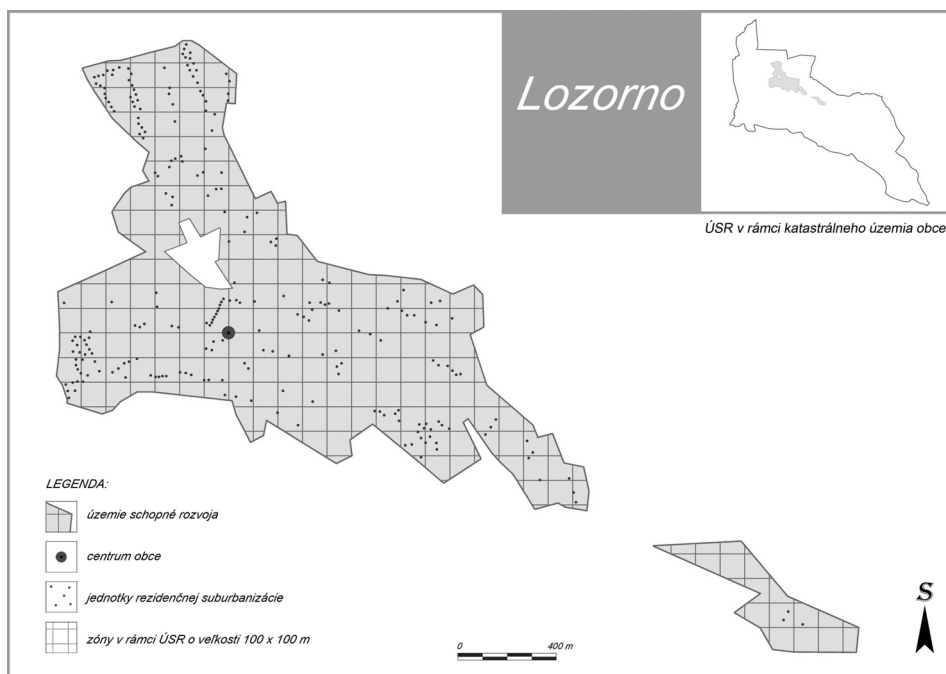 Lozorno
ÚSR v rámci katastrálneho územia obce
LEGENDA:
územie schopné rozvoja
centrum obce
jednotky rezidenčnej suburbanizácie
zóny v rámci ÚSR o veľkosti 100 x 100 m
0 400 m
S